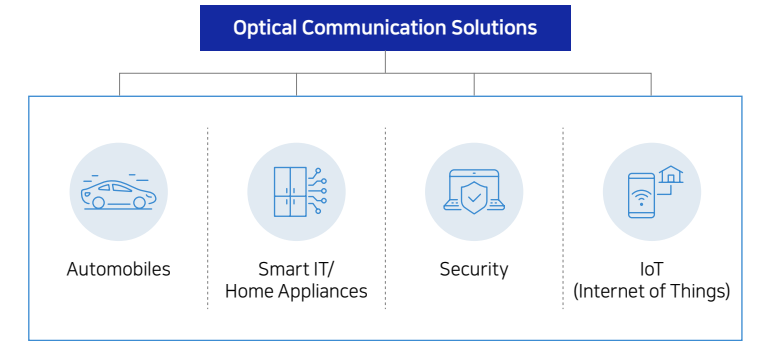 Optical Communication Solutions
Automobiles
Smart IT/
Home Appliances
Security
IoT
(Internet of Things)